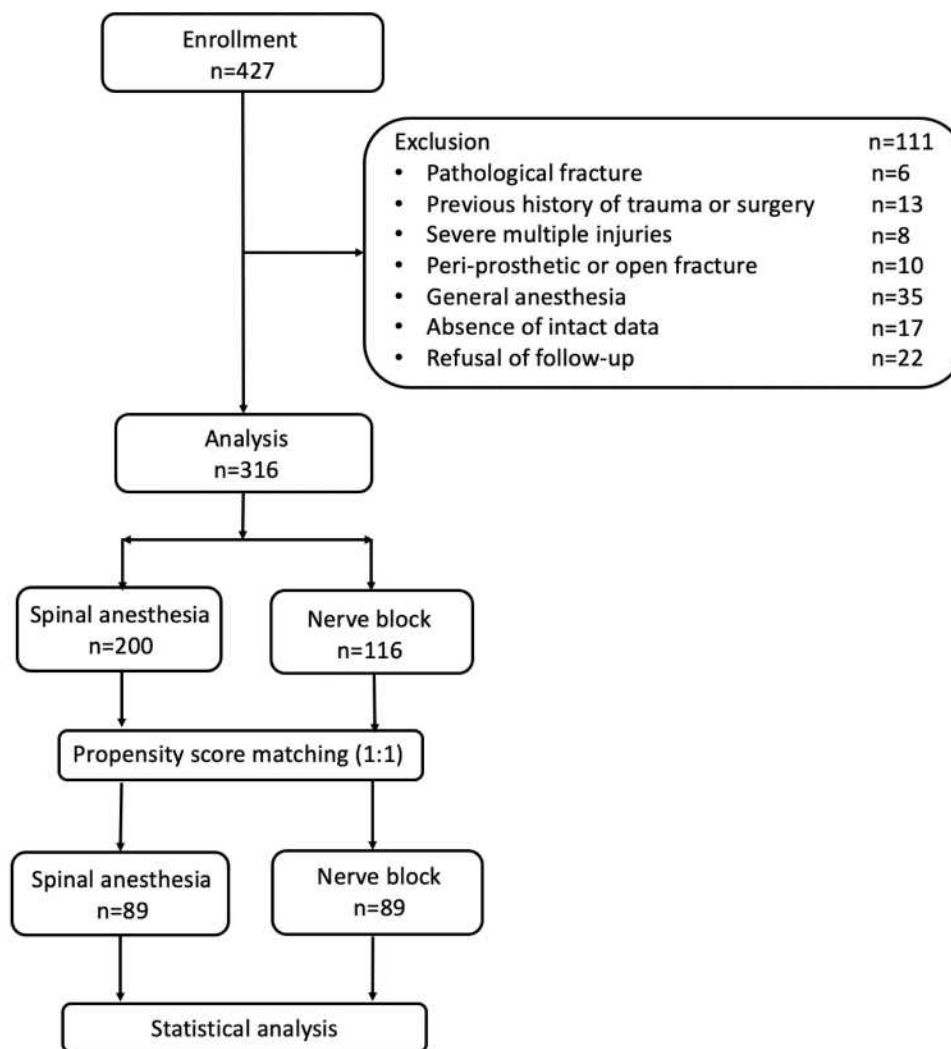 Enrollment
n=427
Exclusion n=111
• Pathological fracture n=6
• Previous history of trauma or surgery n=13
• Severe multiple injuries n=8
• Peri-prosthetic or open fracture n=10
• General anesthesia n=35
• Absence of intact data n=17
• Refusal of follow-up n=22
Analysis
n=316
Spinal anesthesia
n=200
Nerve block
n=116
Propensity score matching (1:1)
Spinal anesthesia
n=89
Nerve block
n=89
Statistical analysis